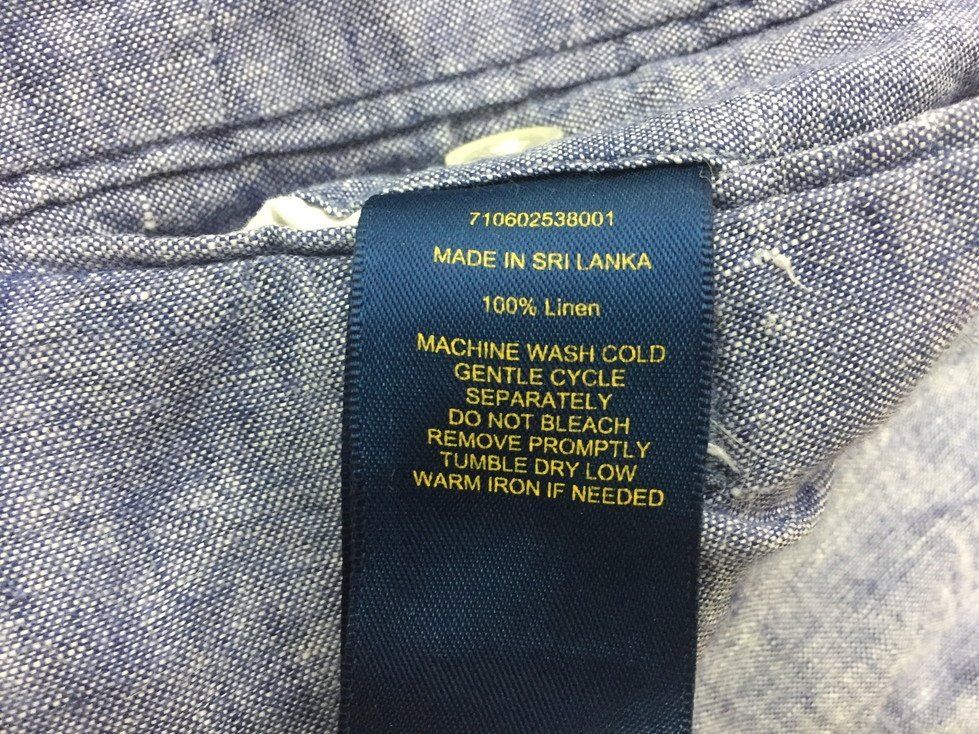 710602538001
MADE IN SRI LANKA
100% Linen
MACHINE WASH COLD
GENTLE CYCLE
SEPARATELY
DO NOT BLEACH
REMOVE PROMPTLY
TUMBLE DRY LOW
WARM IRON IF NEEDED